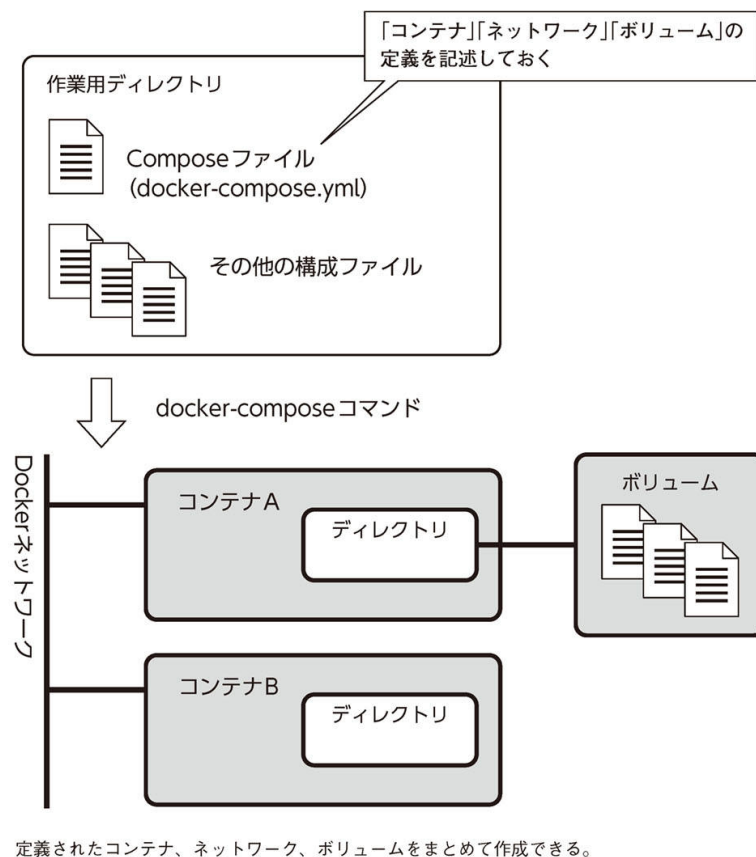 「コンテナ」「ネットワーク」「ボリューム」の
定義を記述しておく
作業用ディレクトリ
Composeファイル
(docker-compose.yml)
その他の構成ファイル
docker-composeコマンド
Dockerネットワーク
コンテナA
ディレクトリ
ボリューム
コンテナB
ディレクトリ
定義されたコンテナ、ネットワーク、ボリュームをまとめて作成できる。